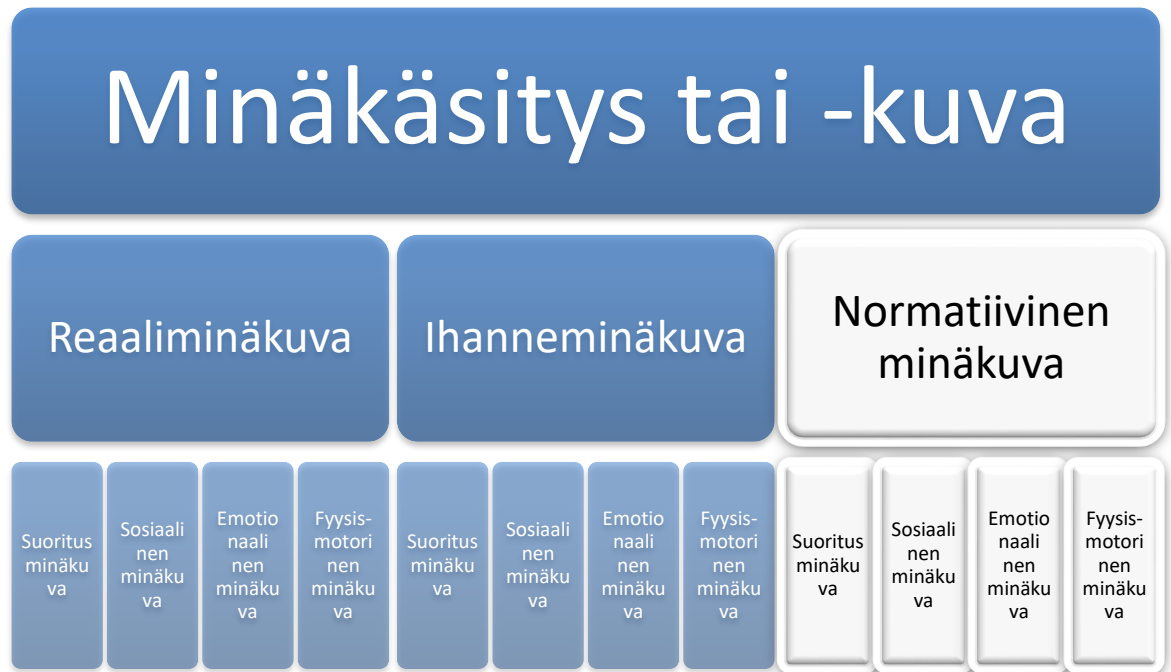 Minäkäsitys tai -kuva
Reaaliminäkuva
Ihanneminäkuva
Normatiivinen
minäkuva
Suoritus
minäku
va
Sosiaali
nen
minäku
va
Emotio
naali
nen
minäku
va
Fyysis-
motori
nen
minäku
va
Suoritus
minäku
va
Sosiaali
nen
minäku
va
Emotio
naali
nen
minäku
va
Fyysis-
motori
nen
minäku
va
Suoritus
minäku
va
Sosiaali
nen
minäku
va
Emotio
naali
nen
minäku
va
Fyysis-
motori
nen
minäku
va